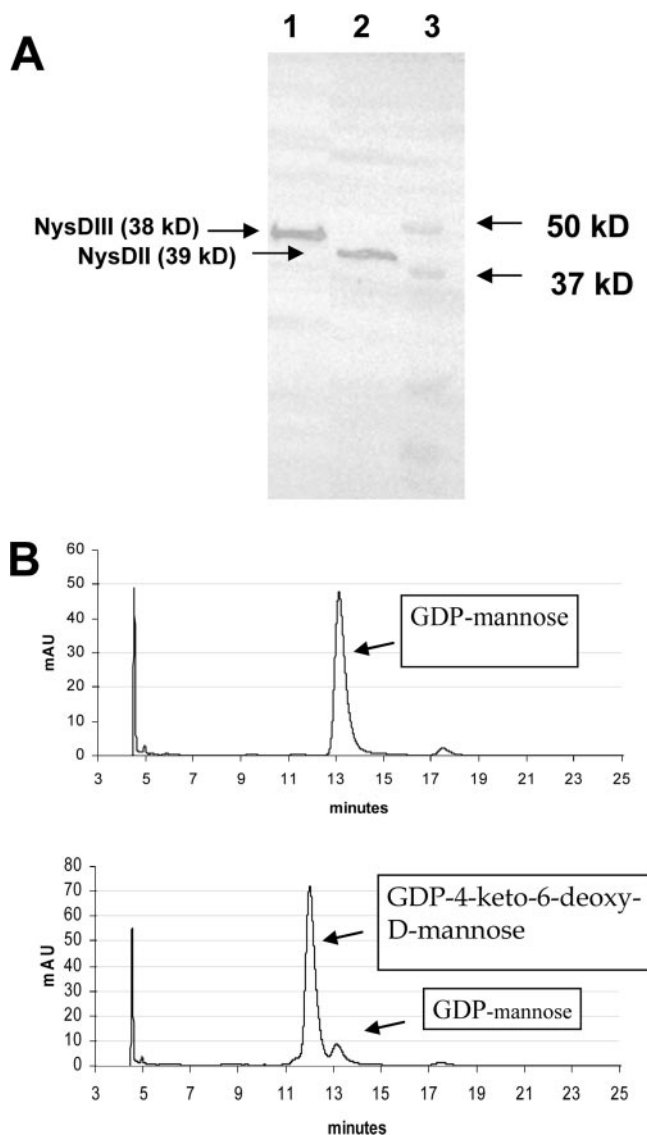 A
1 2 3
NysDIII (38 kD)
NysDII (39 kD)
50 kD
37 kD
B
60
50
40
30
20
10
0
mAU
GDP-mannose
3 5 7 9 11 13 15 17 19 21 23 25
minutes
80
70
60
50
40
30
20
10
0
mAU
GDP-4-keto-6-deoxy-
D-mannose
GDP-mannose
3 5 7 9 11 13 15 17 19 21 23 25
minutes